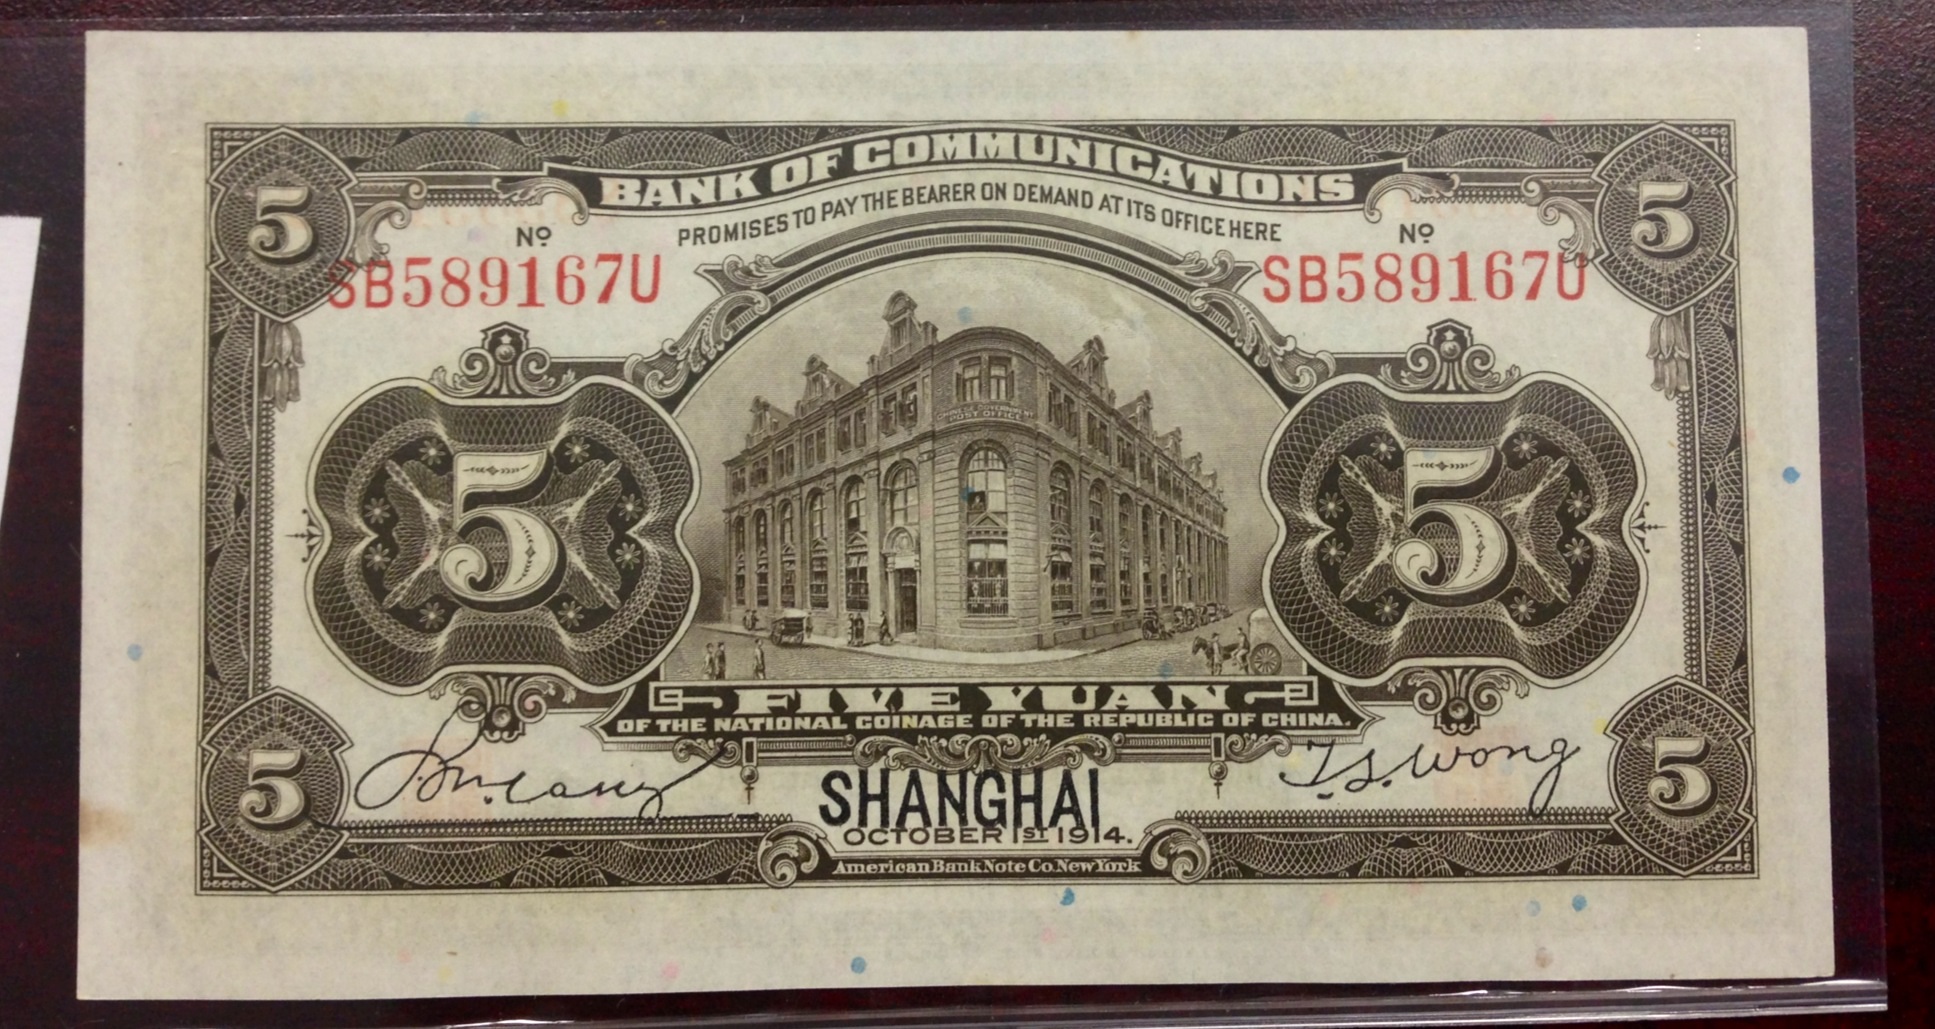 BANK OF COMMUNICATIONS
PROMISES TO PAY THE BEARER ON DEMAND AT ITS OFFICE HERE
5 5
Nº Nº
SB589167U SB589167U
CHINESE GOVERNMENT
POST OFFICE
5 5
FIVE YUAN
OF THE NATIONAL COINAGE OF THE REPUBLIC OF CHINA.
T.S. Wong
5 5
SHANGHAI
OCTOBER 1ST 1914.
American Bank Note Co. New York